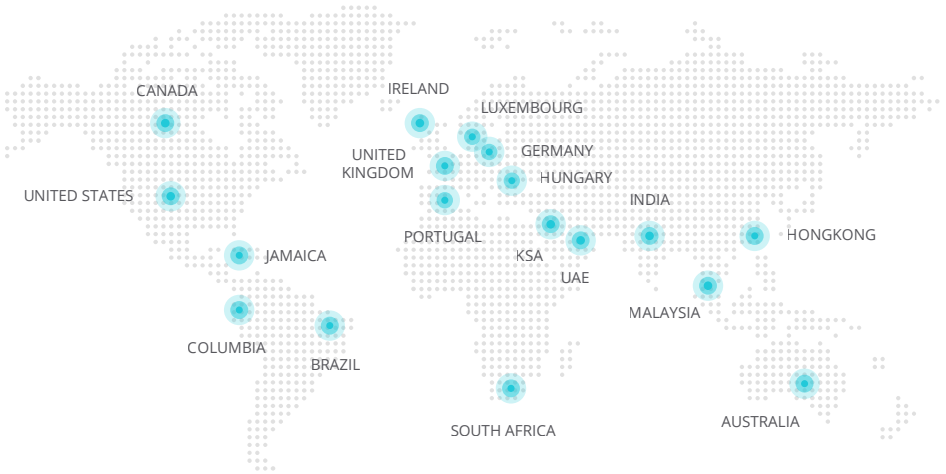 CANADA
IRELAND
LUXEMBOURG
UNITED
KINGDOM
GERMANY
HUNGARY
UNITED STATES
INDIA
PORTUGAL
HONGKONG
KSA
JAMAICA
UAE
MALAYSIA
COLUMBIA
BRAZIL
AUSTRALIA
SOUTH AFRICA